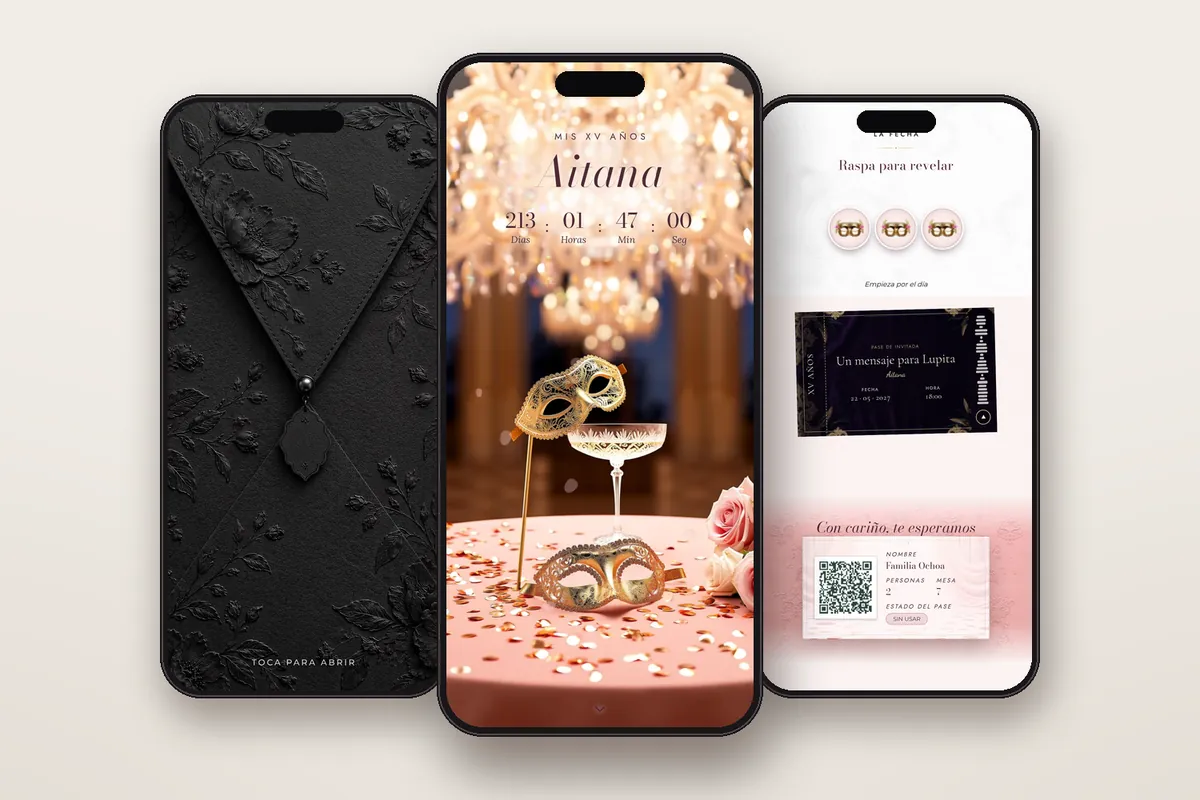 TOCA PARA ABRIR
MIS XV AÑOS
Aitana
213 : 01 : 47 : 00
Días Horas Min Seg
LA FECHA
Raspa para revelar
Empieza por el día
XV AÑOS
PASE DE INVITADA
Un mensaje para Lupita
Aitana
FECHA HORA
22 · 05 · 2027 18:00
Con cariño, te esperamos
NOMBRE
Familia Ochoa
PERSONAS MESA
2 7
ESTADO DEL PASE
SIN USAR